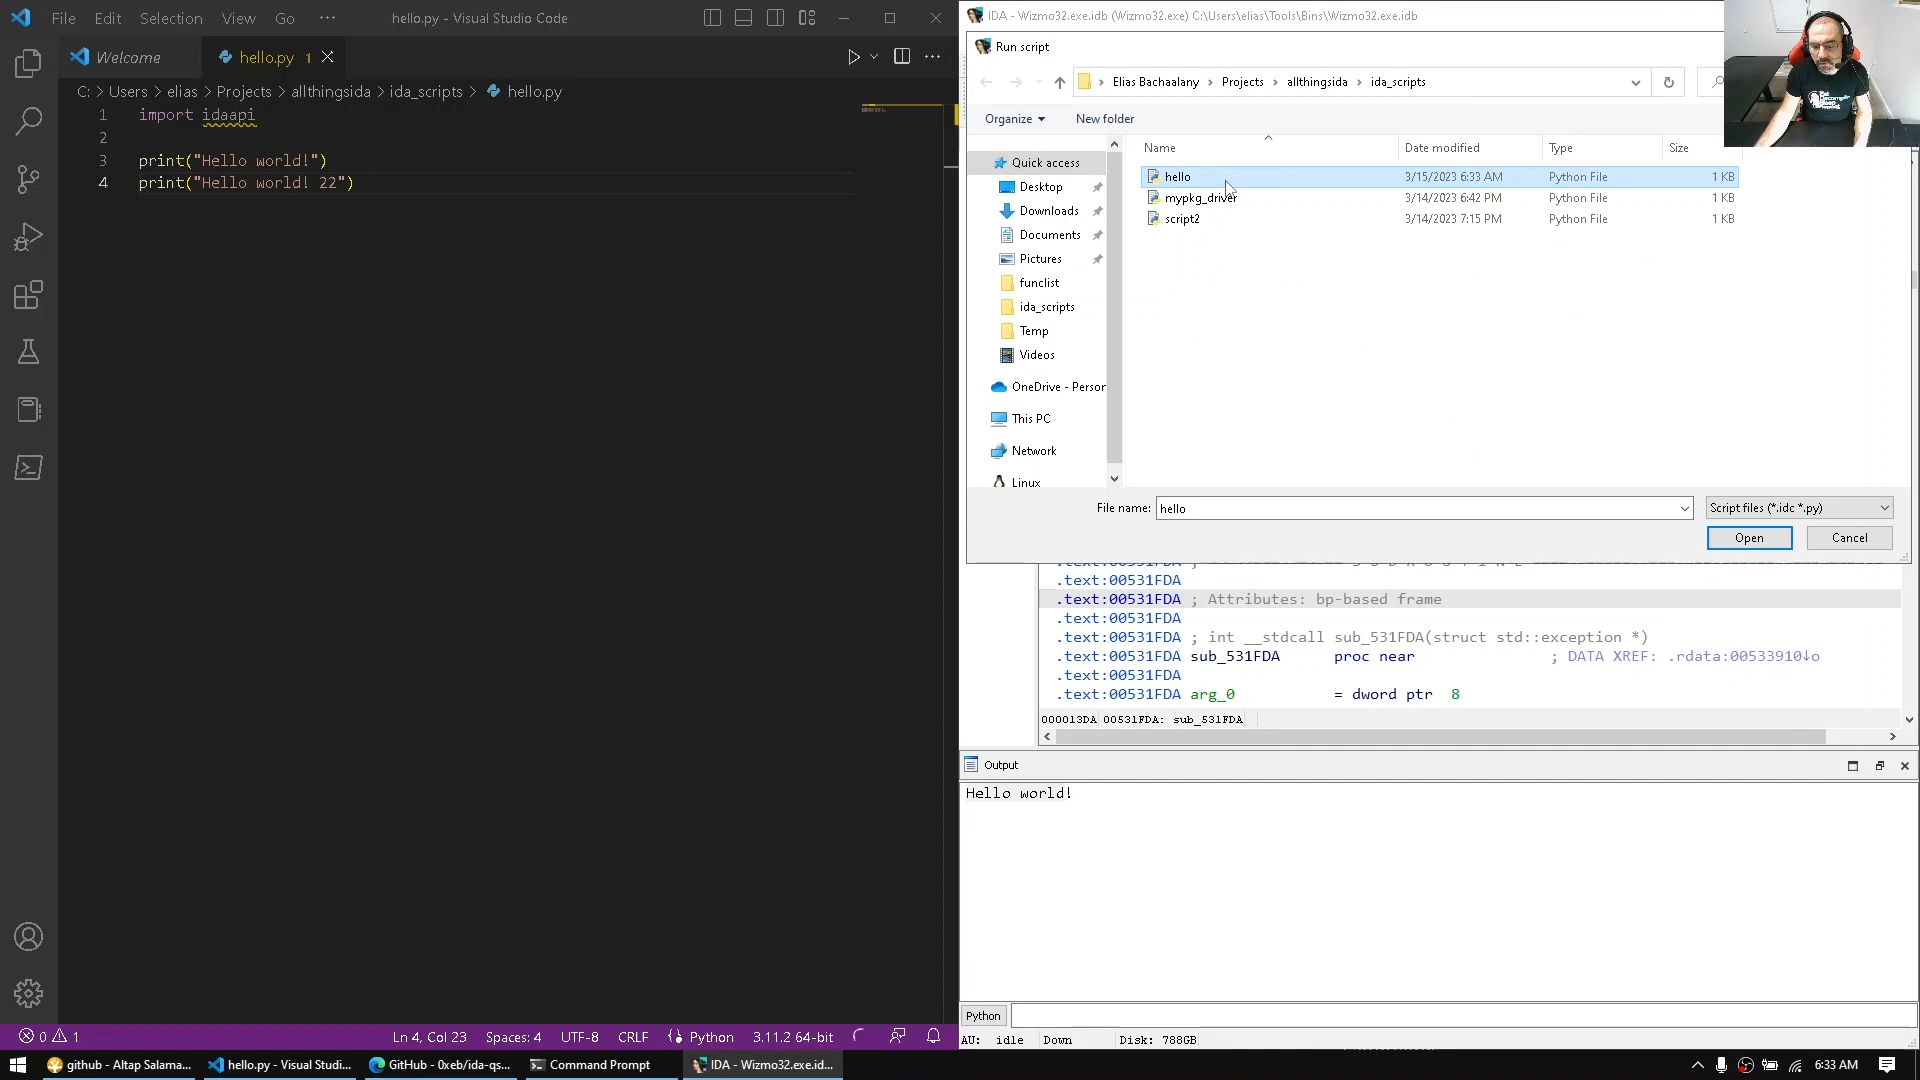 File Edit Selection View Go ··· hello.py - Visual Studio Code
Welcome hello.py 1
C: > Users > elias > Projects > allthingsida > ida_scripts > hello.py
1 import idaapi
2
3 print("Hello world!")
4 print("Hello world! 22")
0 1 Ln 4, Col 23 Spaces: 4 UTF-8 CRLF Python 3.11.2 64-bit
IDA - Wizmo32.exe.idb (Wizmo32.exe) C:\Users\elias\Tools\Bins\Wizmo32.exe.idb
Run script
Elias Bachaalany > Projects > allthingsida > ida_scripts
Organize New folder
Quick access
Desktop
Downloads
Documents
Pictures
funclist
ida_scripts
Temp
Videos
OneDrive - Person
This PC
Network
Linux
Name Date modified Type Size
hello 3/15/2023 6:33 AM Python File 1 KB
mypkg_driver 3/14/2023 6:42 PM Python File 1 KB
script2 3/14/2023 7:15 PM Python File 1 KB
File name: hello Script files (*.idc *.py)
Open Cancel
.text:00531FDA
.text:00531FDA ; Attributes: bp-based frame
.text:00531FDA
.text:00531FDA ; int __stdcall sub_531FDA(struct std::exception *)
.text:00531FDA sub_531FDA proc near ; DATA XREF: .rdata:00533910↓o
.text:00531FDA
.text:00531FDA arg_0 = dword ptr 8
000013DA 00531FDA: sub_531FDA
Output
Hello world!
Python
AU: idle Down Disk: 788GB
github - Altap Salama... hello.py - Visual Studi... GitHub - 0xeb/ida-qs... Command Prompt IDA - Wizmo32.exe.id... 6:33 AM